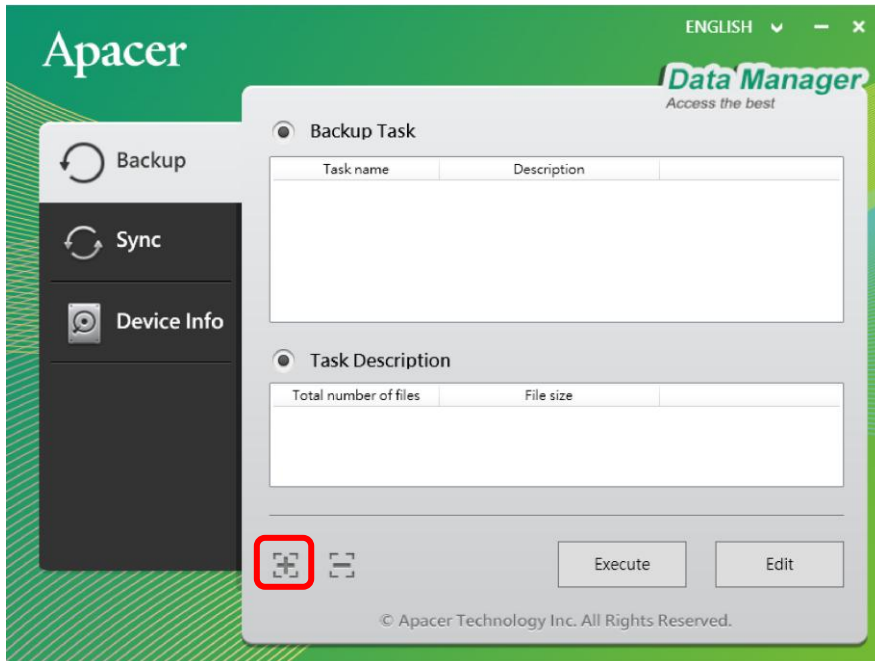 ENGLISH
Apacer
Data Manager
Access the best
Backup
Sync
Device Info
Backup Task
Task name Description
Task Description
Total number of files File size
Execute Edit
© Apacer Technology Inc. All Rights Reserved.